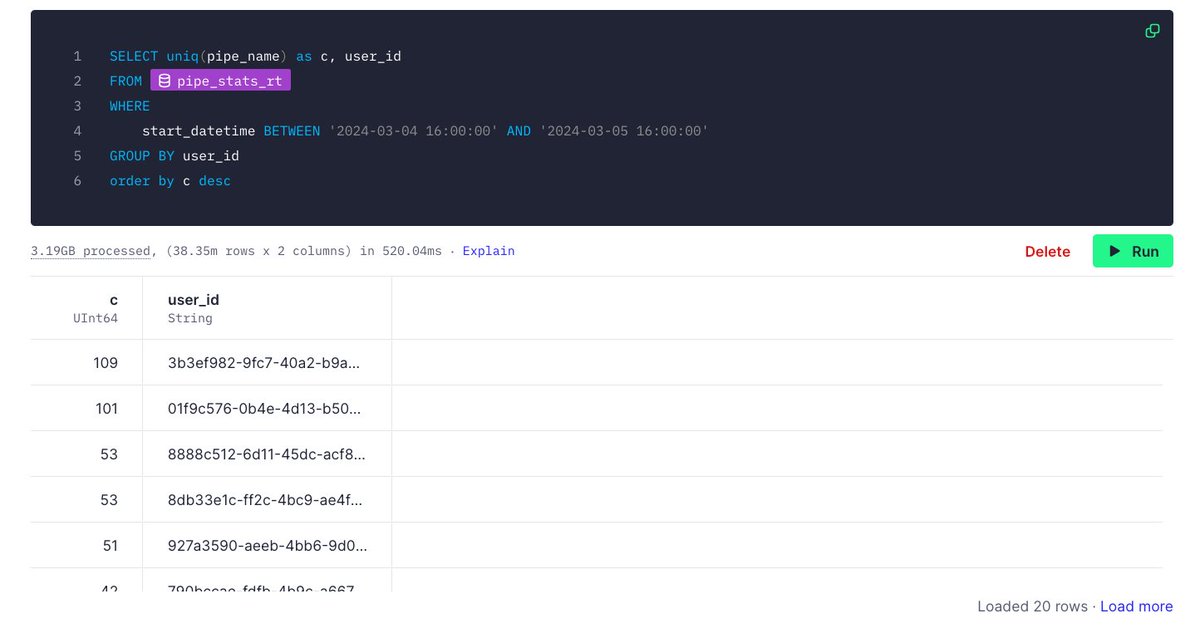 1 SELECT uniq(pipe_name) as c, user_id
2 FROM pipe_stats_rt
3 WHERE
4 start_datetime BETWEEN '2024-03-04 16:00:00' AND '2024-03-05 16:00:00'
5 GROUP BY user_id
6 order by c desc
3.19GB processed, (38.35m rows x 2 columns) in 520.04ms · Explain
Delete
Run
c user_id
UInt64 String
109 3b3ef982-9fc7-40a2-b9a...
101 01f9c576-0b4e-4d13-b50...
53 8888c512-6d11-45dc-acf8...
53 8db33e1c-ff2c-4bc9-ae4f...
51 927a3590-aeeb-4bb6-9d0...
42
Loaded 20 rows · Load more